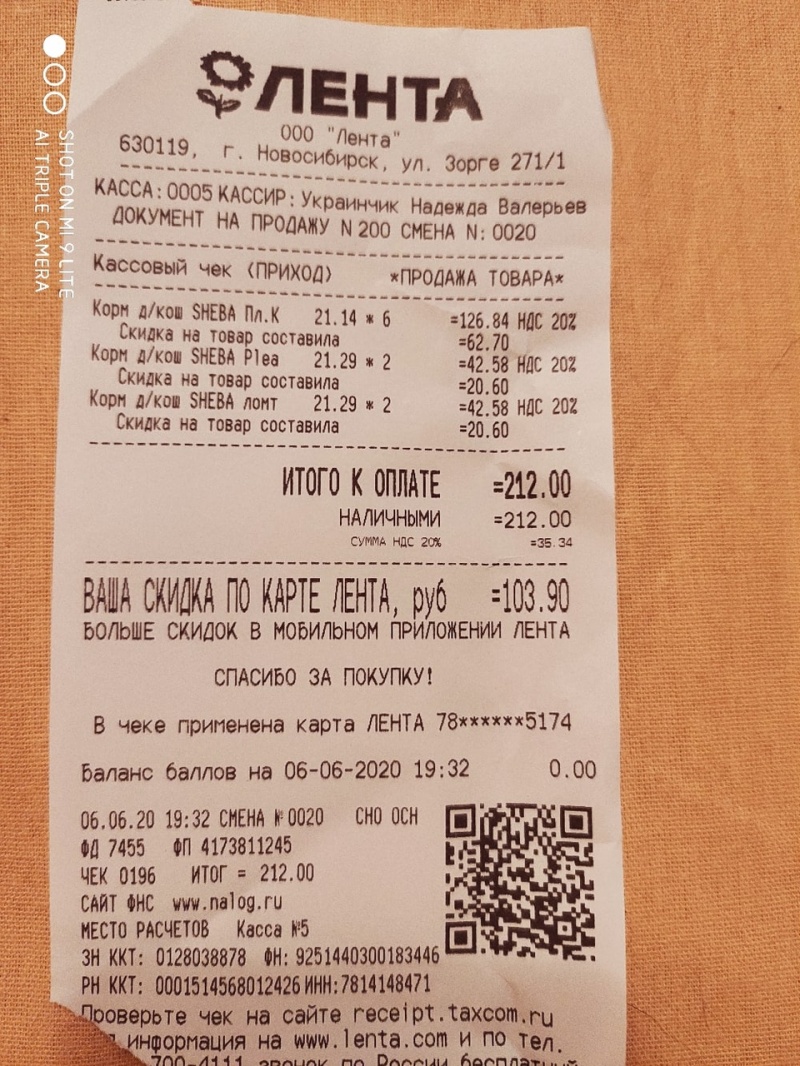 SHOT ON MI 9 LITE
AI TRIPLE CAMERA
ЛЕНТА
ООО "Лента"
630119, г. Новосибирск, ул. Зорге 271/1
КАССА: 0005 КАССИР: Украинчик Надежда Валерьев
ДОКУМЕНТ НА ПРОДАЖУ N 200 СМЕНА N: 0020
Кассовый чек (ПРИХОД) *ПРОДАЖА ТОВАРА*
Корм д/кош SHEBA Пл.К 21.14 * 6 =126.84 НДС 20%
Скидка на товар составила =62.70
Корм д/кош SHEBA Plea 21.29 * 2 =42.58 НДС 20%
Скидка на товар составила =20.60
Корм д/кош SHEBA ломт 21.29 * 2 =42.58 НДС 20%
Скидка на товар составила =20.60
ИТОГО К ОПЛАТЕ =212.00
НАЛИЧНЫМИ =212.00
СУММА НДС 20% =35.34
ВАША СКИДКА ПО КАРТЕ ЛЕНТА, руб =103.90
БОЛЬШЕ СКИДОК В МОБИЛЬНОМ ПРИЛОЖЕНИИ ЛЕНТА
СПАСИБО ЗА ПОКУПКУ!
В чеке применена карта ЛЕНТА 78******5174
Баланс баллов на 06-06-2020 19:32 0.00
06.06.20 19:32 СМЕНА №0020 СНО ОСН
ФД 7455 ФП 4173811245
ЧЕК 0196 ИТОГ = 212.00
САЙТ ФНС www.nalog.ru
МЕСТО РАСЧЕТОВ Касса №5
ЗН ККТ: 0128038878 ФН: 9251440300183446
РН ККТ: 0001514568012426 ИНН: 7814148471
Проверьте чек на сайте receipt.taxcom.ru
информация на www.lenta.com и по тел.
700-4111 звонок по России бесплатный